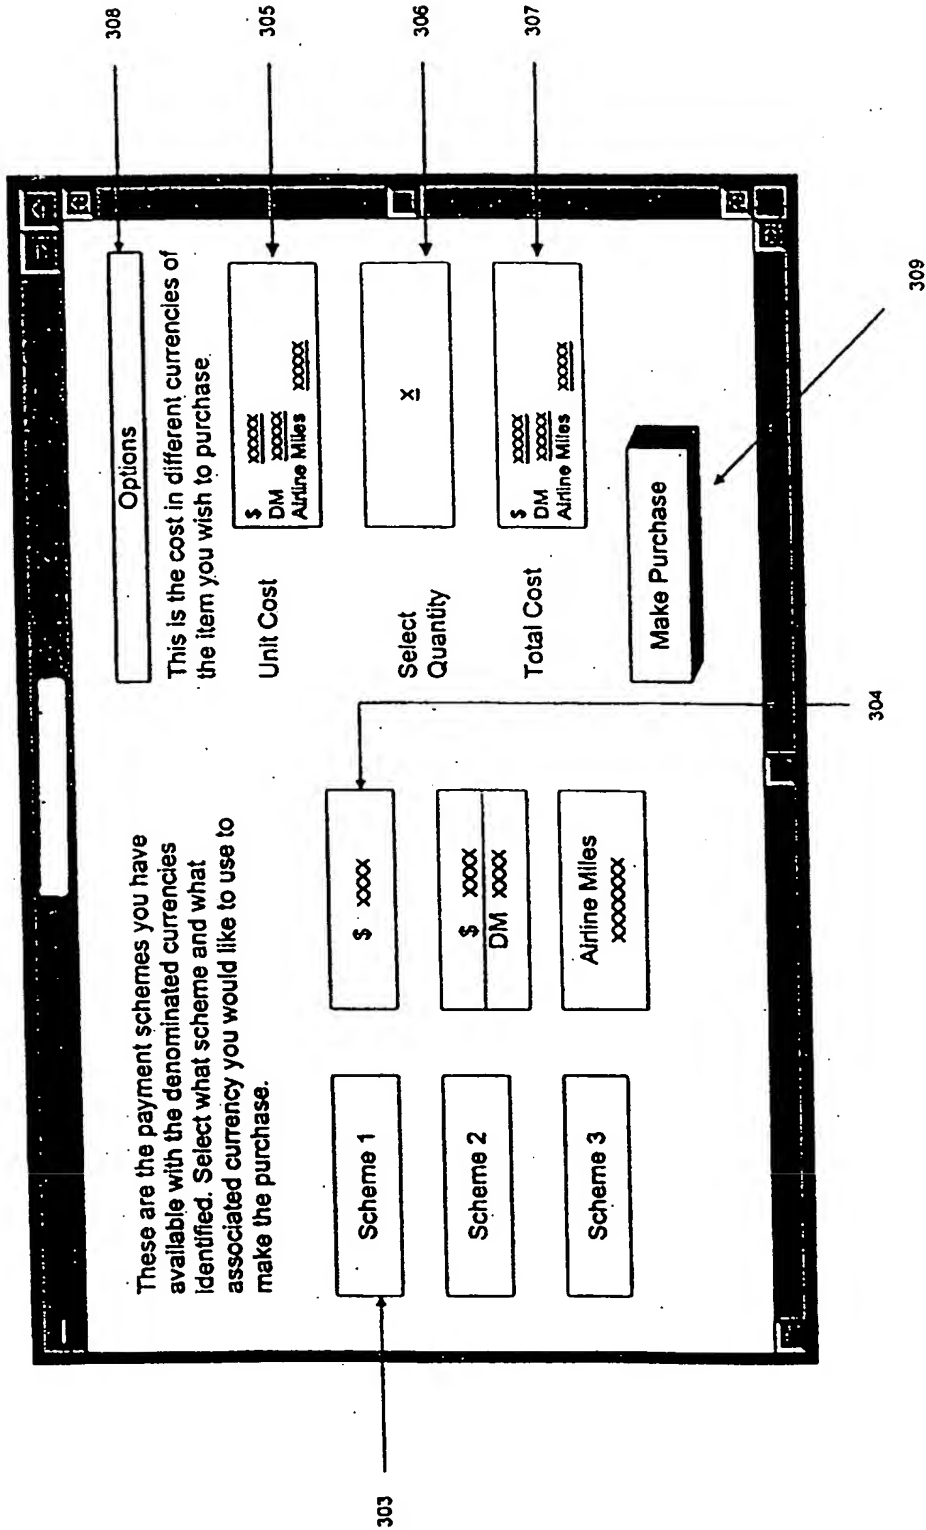 These are the payment schemes you have
available with the denominated currencies
identified. Select what scheme and what
associated currency you would like to use to
make the purchase.
Scheme 1
$ xxxx
Scheme 2
$ xxxx
DM xxxx
Scheme 3
Airline Miles
xxxxxxx
Options
This is the cost in different currencies of
the item you wish to purchase.
Unit Cost
$ xxxxx
DM xxxxx
Airline Miles xxxxx
Select
Quantity
x
Total Cost
$ xxxxx
DM xxxxx
Airline Miles xxxxx
Make Purchase
303
304
308
305
306
307
309